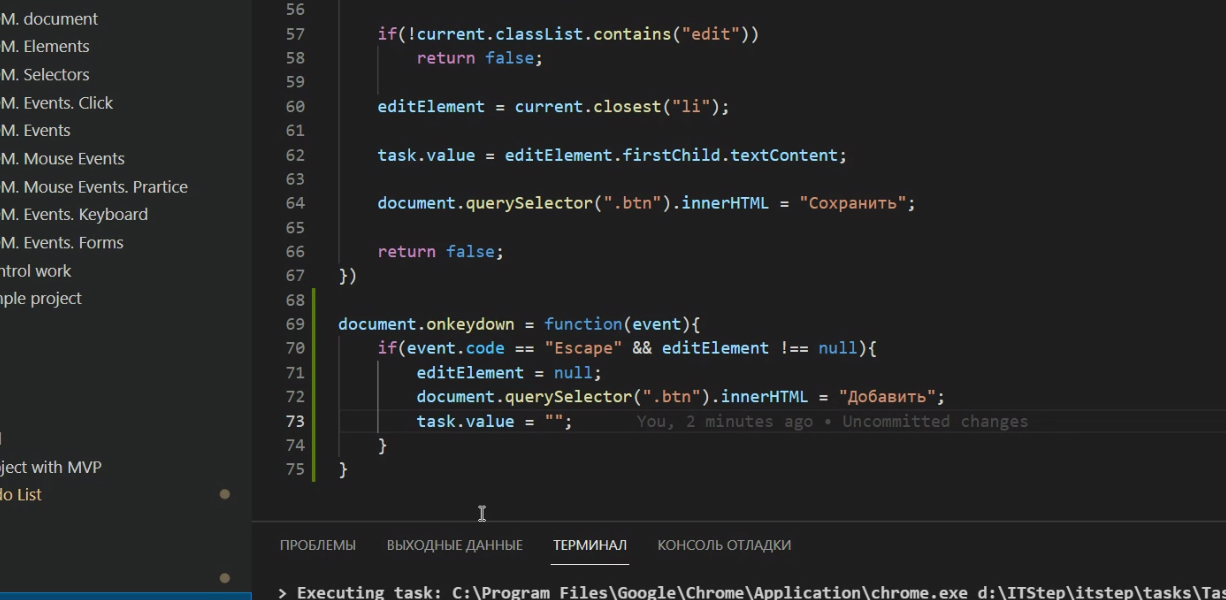 M. document
M. Elements
M. Selectors
M. Events. Click
M. Events
M. Mouse Events
M. Mouse Events. Prartice
M. Events. Keyboard
M. Events. Forms
ntrol work
nple project
ject with MVP
do List
56
57 if(!current.classList.contains("edit"))
58 return false;
59
60 editElement = current.closest("li");
61
62 task.value = editElement.firstChild.textContent;
63
64 document.querySelector(".btn").innerHTML = "Сохранить";
65
66 return false;
67 })
68
69 document.onkeydown = function(event){
70 if(event.code == "Escape" && editElement !== null){
71 editElement = null;
72 document.querySelector(".btn").innerHTML = "Добавить";
73 task.value = ""; You, 2 minutes ago • Uncommitted changes
74 }
75 }
ПРОБЛЕМЫ ВЫХОДНЫЕ ДАННЫЕ ТЕРМИНАЛ КОНСОЛЬ ОТЛАДКИ
> Executing task: C:\Program Files\Google\Chrome\Application\chrome.exe d:\ITStep\itstep\tasks\Tas